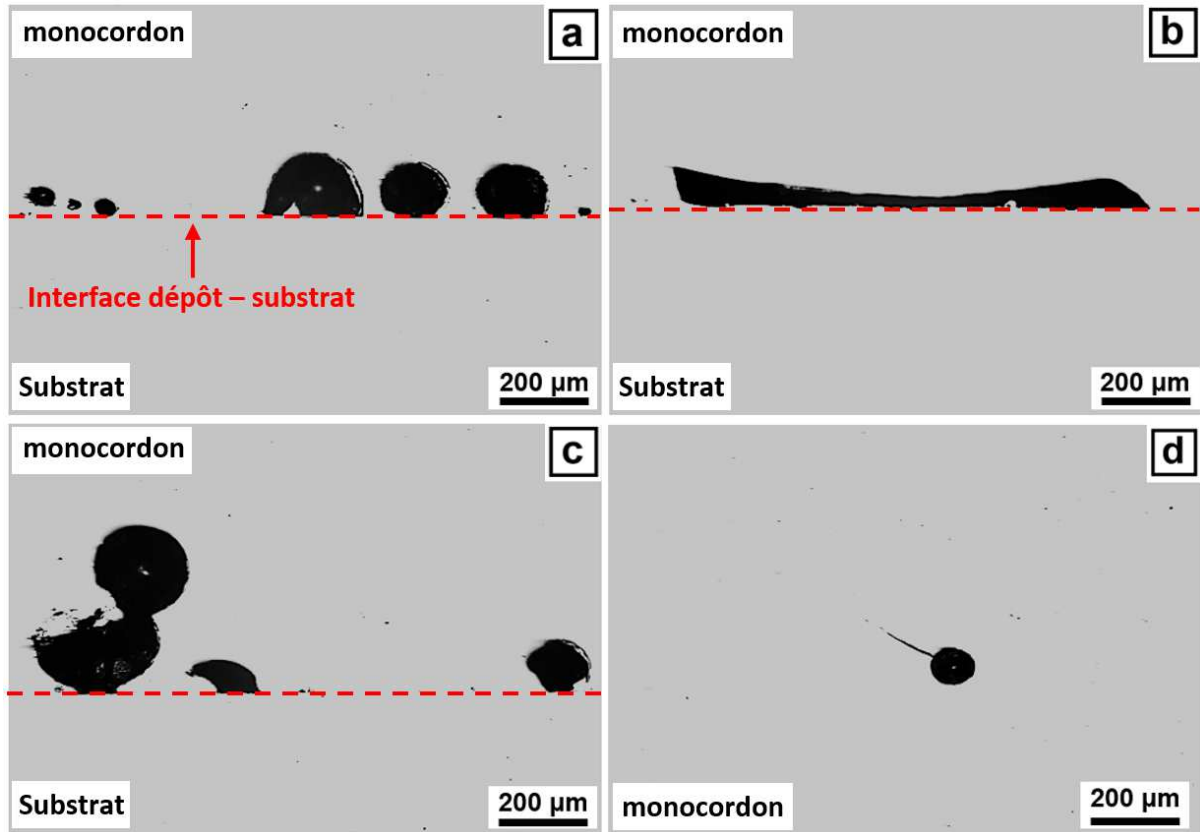 monocordon
a
Interface dépôt – substrat
Substrat
200 µm
monocordon
b
Substrat
200 µm
monocordon
c
Substrat
200 µm
d
monocordon
200 µm